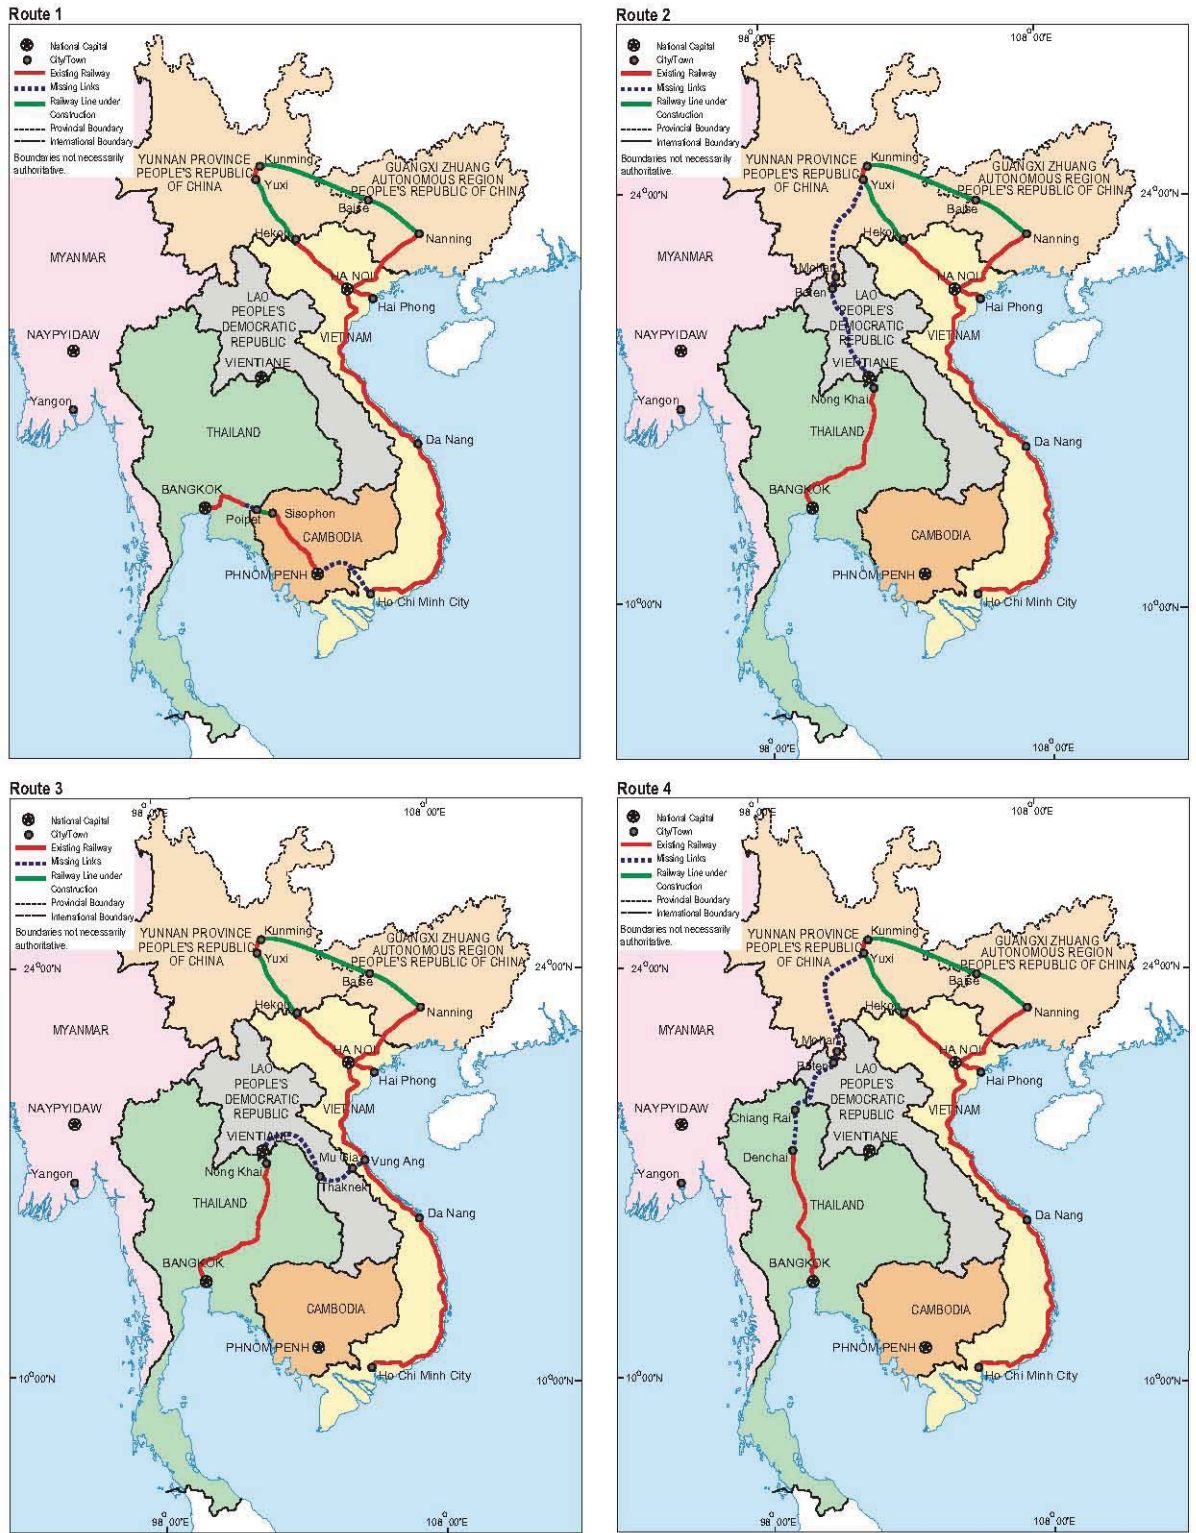 Route 1
National Capital
City/Town
Existing Railway
Missing Links
Railway Line under
Construction
Provincial Boundary
International Boundary
Boundaries not necessarily
authoritative.
YUNNAN PROVINCE
PEOPLE'S REPUBLIC
OF CHINA
Kunming
GUANGXI ZHUANG
AUTONOMOUS REGION
PEOPLE'S REPUBLIC OF CHINA
Yuxi
Baise
Hekou
Nanning
MYANMAR
HA NOI
Hai Phong
LAO
PEOPLE'S
DEMOCRATIC
REPUBLIC
VIETNAM
NAYPYIDAW
VIENTIANE
Yangon
THAILAND
Da Nang
BANGKOK
Poipet
Sisophon
CAMBODIA
PHNOM PENH
Ho Chi Minh City
Route 2
98°00'E
108°00'E
National Capital
City/Town
Existing Railway
Missing Links
Railway Line under
Construction
Provincial Boundary
International Boundary
Boundaries not necessarily
authoritative.
YUNNAN PROVINCE
PEOPLE'S REPUBLIC
OF CHINA
Kunming
GUANGXI ZHUANG
AUTONOMOUS REGION
PEOPLE'S REPUBLIC OF CHINA
24°00'N
24°00'N
Yuxi
Baise
Hekou
Nanning
MYANMAR
Mohan
Boten
HA NOI
Hai Phong
LAO
PEOPLE'S
DEMOCRATIC
REPUBLIC
VIETNAM
NAYPYIDAW
VIENTIANE
Nong Khai
Yangon
THAILAND
Da Nang
BANGKOK
CAMBODIA
PHNOM PENH
Ho Chi Minh City
10°00'N
10°00'N
98°00'E
108°00'E
Route 3
98°00'E
108°00'E
National Capital
City/Town
Existing Railway
Missing Links
Railway Line under
Construction
Provincial Boundary
International Boundary
Boundaries not necessarily
authoritative.
YUNNAN PROVINCE
PEOPLE'S REPUBLIC
OF CHINA
Kunming
GUANGXI ZHUANG
AUTONOMOUS REGION
PEOPLE'S REPUBLIC OF CHINA
24°00'N
24°00'N
Yuxi
Baise
Hekou
Nanning
MYANMAR
HA NOI
Hai Phong
LAO
PEOPLE'S
DEMOCRATIC
REPUBLIC
VIETNAM
NAYPYIDAW
VIENTIANE
Mu Gia
Vung Ang
Nong Khai
Thaknek
Yangon
THAILAND
Da Nang
BANGKOK
CAMBODIA
PHNOM PENH
Ho Chi Minh City
10°00'N
10°00'N
98°00'E
108°00'E
Route 4
98°00'E
108°00'E
National Capital
City/Town
Existing Railway
Missing Links
Railway Line under
Construction
Provincial Boundary
International Boundary
Boundaries not necessarily
authoritative.
YUNNAN PROVINCE
PEOPLE'S REPUBLIC
OF CHINA
Kunming
GUANGXI ZHUANG
AUTONOMOUS REGION
PEOPLE'S REPUBLIC OF CHINA
24°00'N
24°00'N
Yuxi
Baise
Hekou
Nanning
MYANMAR
Mohan
Boten
HA NOI
Hai Phong
LAO
PEOPLE'S
DEMOCRATIC
REPUBLIC
VIETNAM
NAYPYIDAW
Chiang Rai
VIENTIANE
Denchai
Yangon
THAILAND
Da Nang
BANGKOK
CAMBODIA
PHNOM PENH
Ho Chi Minh City
10°00'N
10°00'N
98°00'E
108°00'E